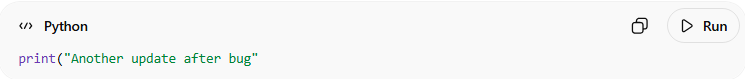 </> Python Run
print("Another update after bug"